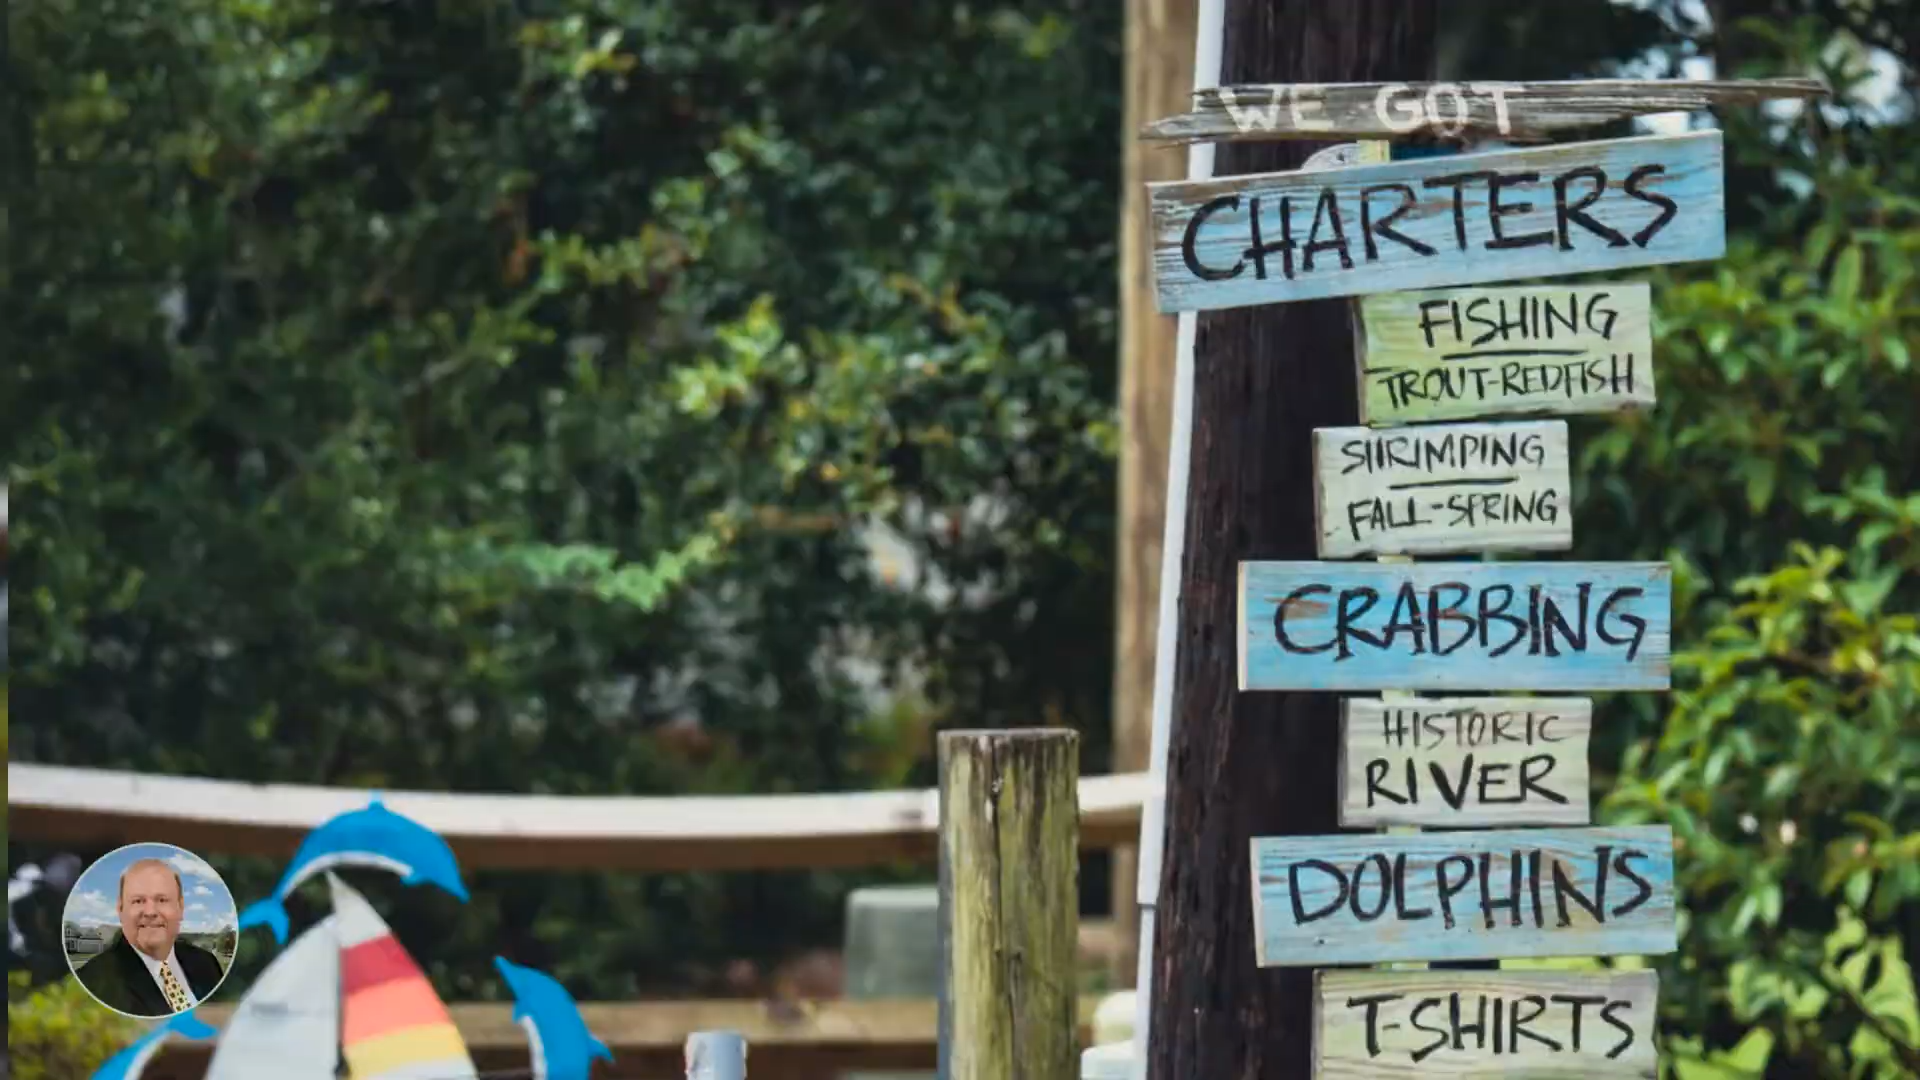 WE GOT
CHARTERS
FISHING
TROUT-REDFISH
SHRIMPING
FALL-SPRING
CRABBING
HISTORIC
RIVER
DOLPHINS
T-SHIRTS